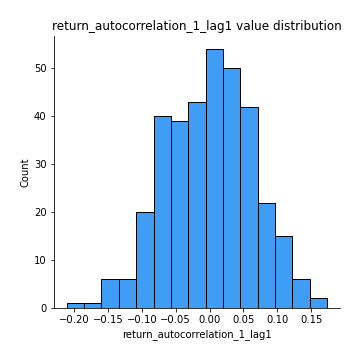 return_autocorrelation_1_lag1 value distribution
50
40
30
20
10
0
Count
−0.20 −0.15 −0.10 −0.05 0.00 0.05 0.10 0.15
return_autocorrelation_1_lag1